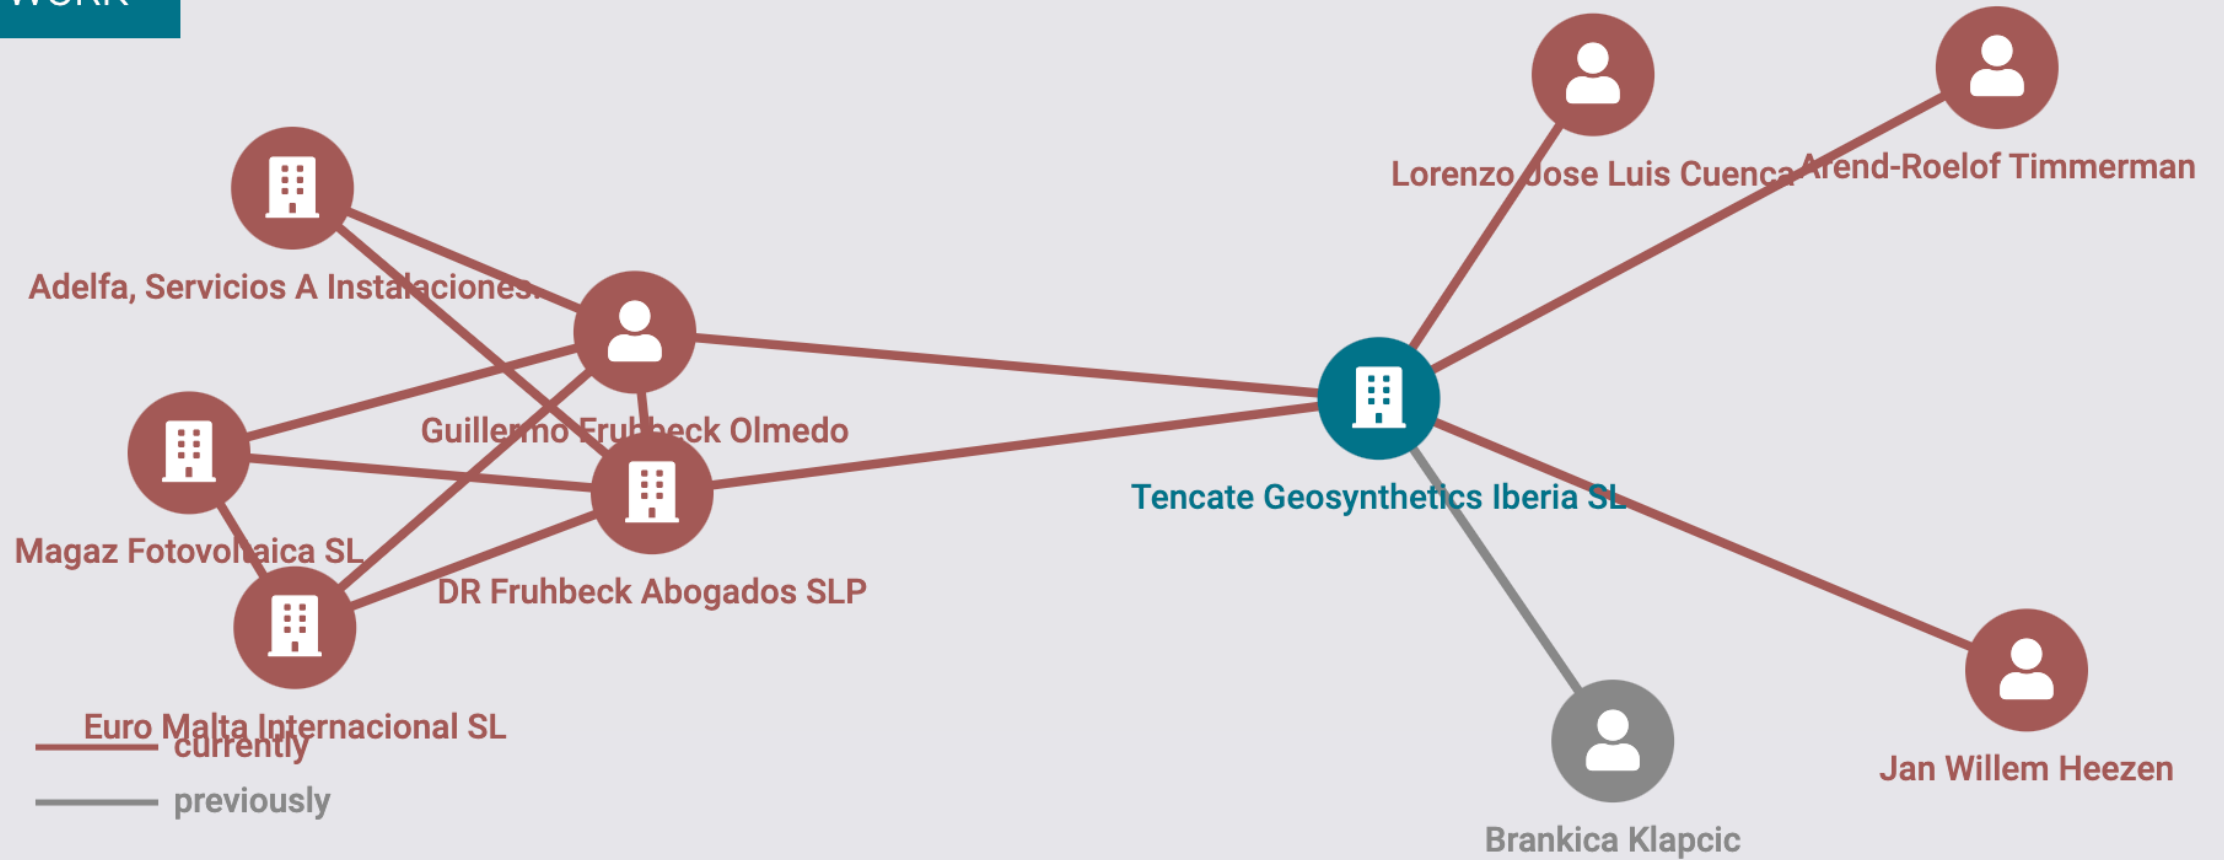 WORK
Lorenzo Jose Luis Cuenca
Arend-Roelof Timmerman
Adelfa, Servicios A Instalaciones.
Guillermo Fruhbeck Olmedo
Tencate Geosynthetics Iberia SL
Magaz Fotovoltaica SL
DR Fruhbeck Abogados SLP
Euro Malta Internacional SL
currently
Jan Willem Heezen
previously
Brankica Klapcic